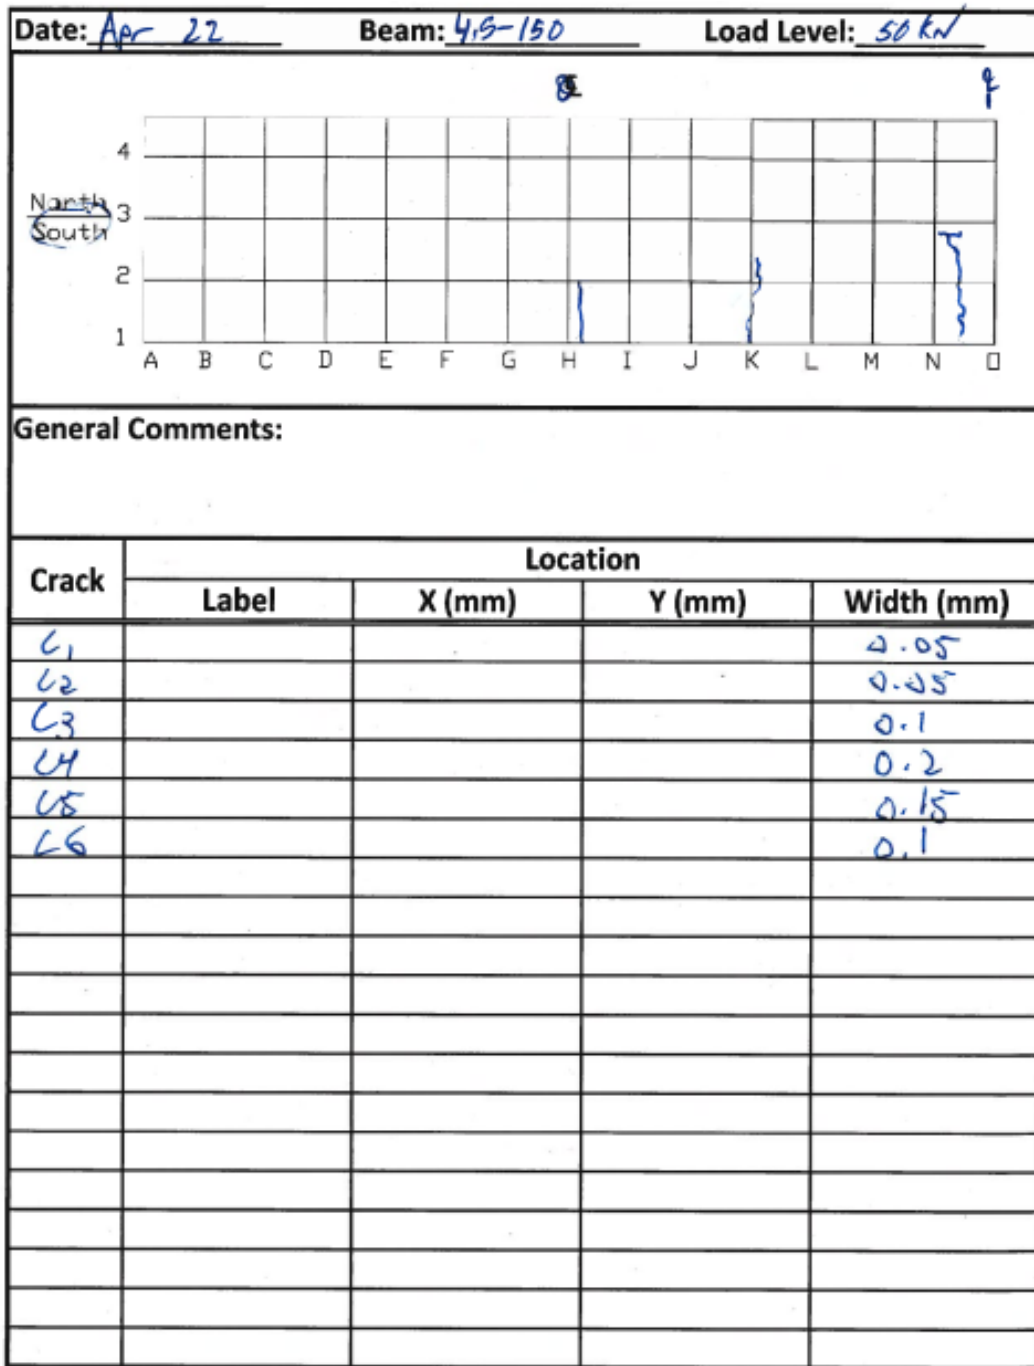 Date: Apr 22 Beam: 4.5-150 Load Level: 50 kN
4
North 3
South
2
1
A B C D E F G H I J K L M N O
General Comments:
Crack Location
Label X (mm) Y (mm) Width (mm)
C1 0.05
C2 0.05
C3 0.1
C4 0.2
C5 0.15
C6 0.1